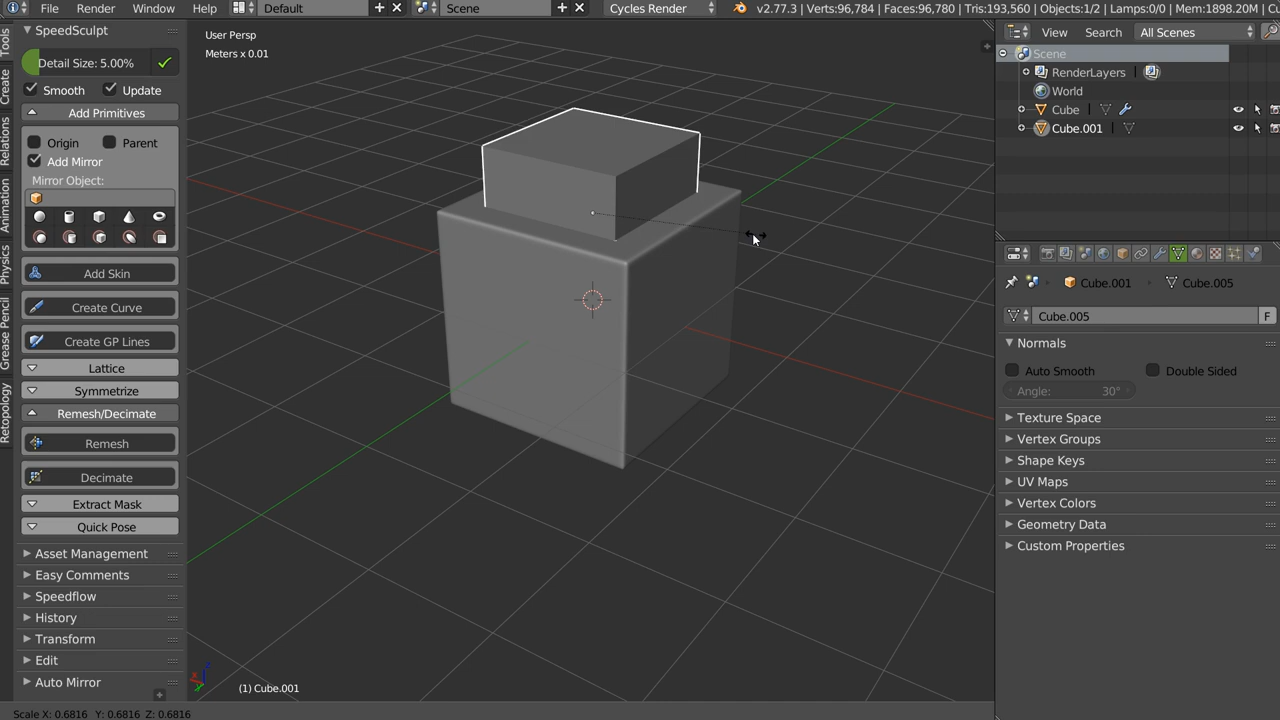 File Render Window Help Default Scene Cycles Render v2.77.3 | Verts:96,784 | Faces:96,780 | Tris:193,560 | Objects:1/2 | Lamps:0/0 | Mem:1898.20M | Cu
Tools
Create
Relations
Animation
Physics
Grease Pencil
Retopology
SpeedSculpt
Detail Size: 5.00%
Smooth Update
Add Primitives
Origin Parent
Add Mirror
Mirror Object:
Add Skin
Create Curve
Create GP Lines
Lattice
Symmetrize
Remesh/Decimate
Remesh
Decimate
Extract Mask
Quick Pose
Asset Management
Easy Comments
Speedflow
History
Transform
Edit
Auto Mirror
User Persp
Meters x 0.01
(1) Cube.001
Scale X: 0.6816 Y: 0.6816 Z: 0.6816
View Search All Scenes
Scene
RenderLayers
World
Cube
Cube.001
Cube.001 Cube.005
Cube.005 F
Normals
Auto Smooth Double Sided
Angle: 30°
Texture Space
Vertex Groups
Shape Keys
UV Maps
Vertex Colors
Geometry Data
Custom Properties